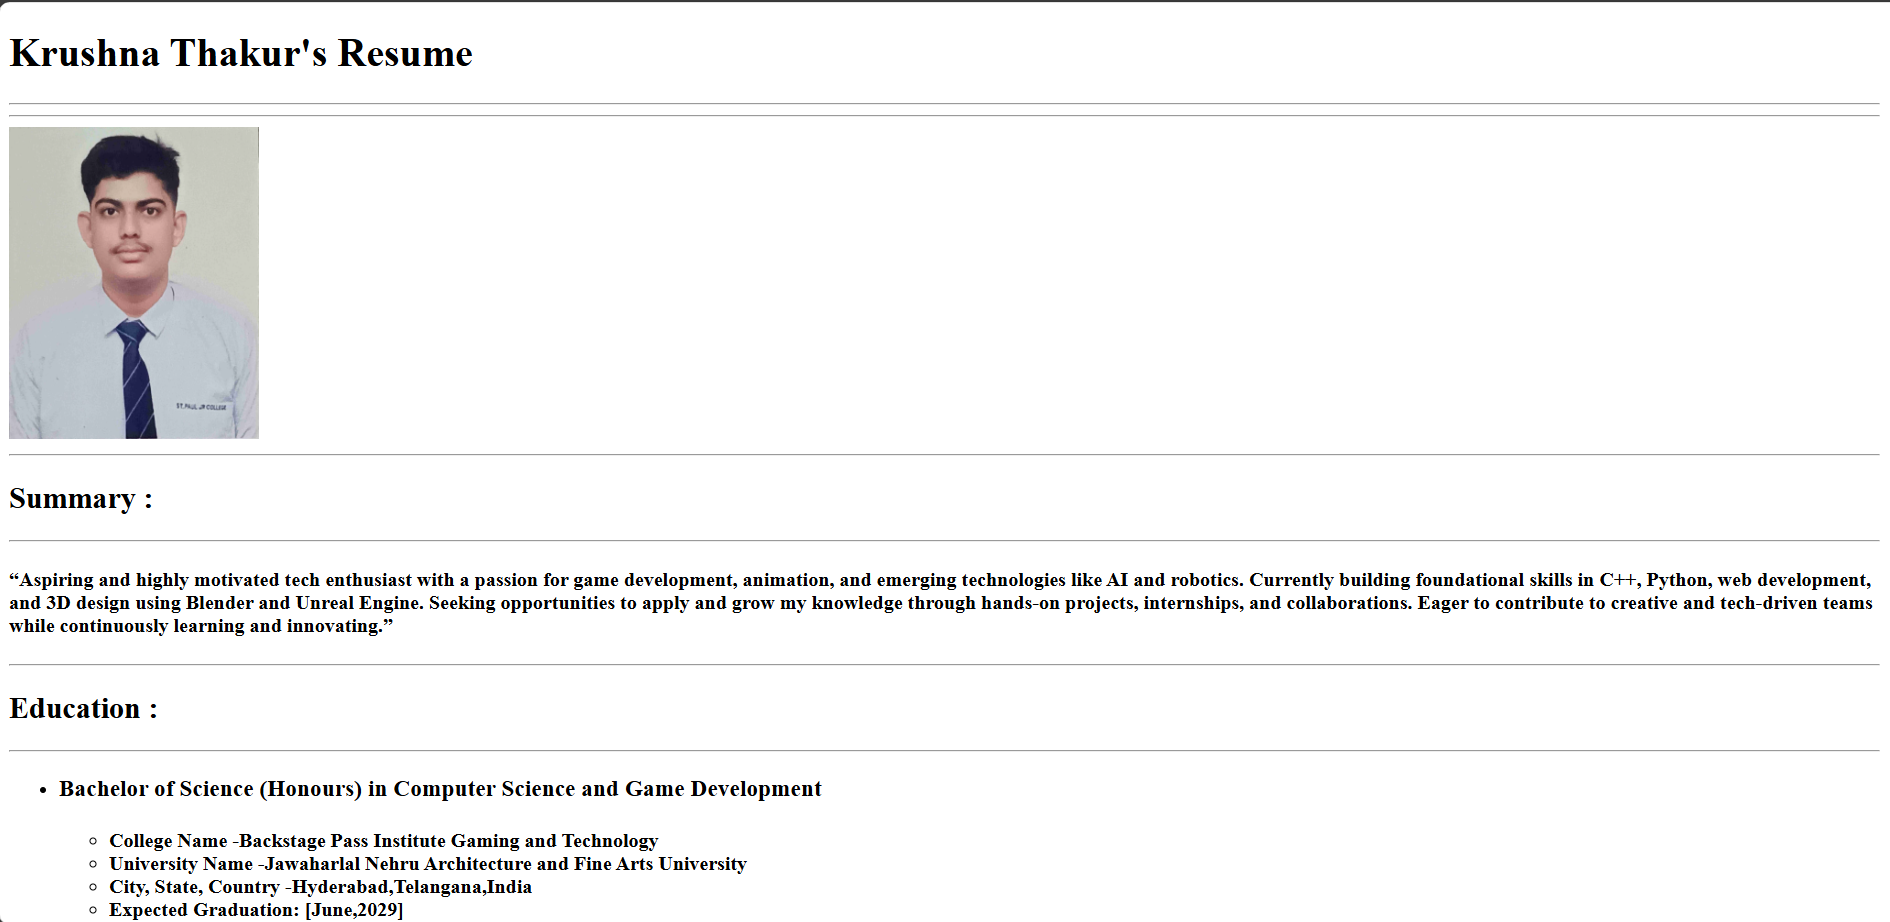 Krushna Thakur's Resume
ST. PAUL JR COLLEGE
Summary :
“Aspiring and highly motivated tech enthusiast with a passion for game development, animation, and emerging technologies like AI and robotics. Currently building foundational skills in C++, Python, web development,
and 3D design using Blender and Unreal Engine. Seeking opportunities to apply and grow my knowledge through hands-on projects, internships, and collaborations. Eager to contribute to creative and tech-driven teams
while continuously learning and innovating.”
Education :
Bachelor of Science (Honours) in Computer Science and Game Development
College Name -Backstage Pass Institute Gaming and Technology
University Name -Jawaharlal Nehru Architecture and Fine Arts University
City, State, Country -Hyderabad,Telangana,India
Expected Graduation: [June,2029]